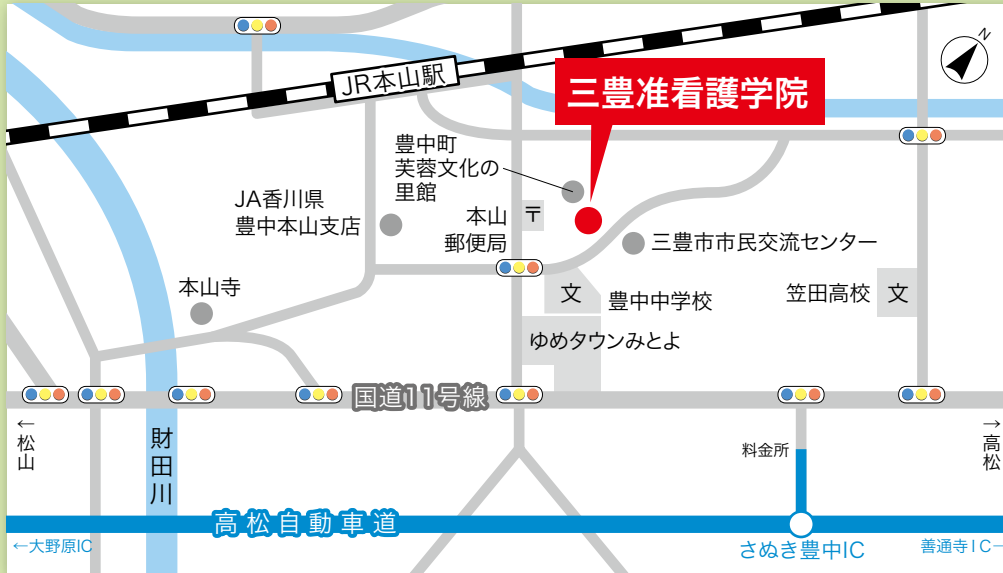 N
JR本山駅
三豊准看護学院
豊中町
芙蓉文化の
里館
JA香川県
豊中本山支店
本山
郵便局
〒
三豊市市民交流センター
本山寺
文
豊中中学校
笠田高校
文
ゆめタウンみとよ
国道11号線
←松山
→高松
財田川
料金所
高松自動車道
←大野原IC
さぬき豊中IC
善通寺IC→